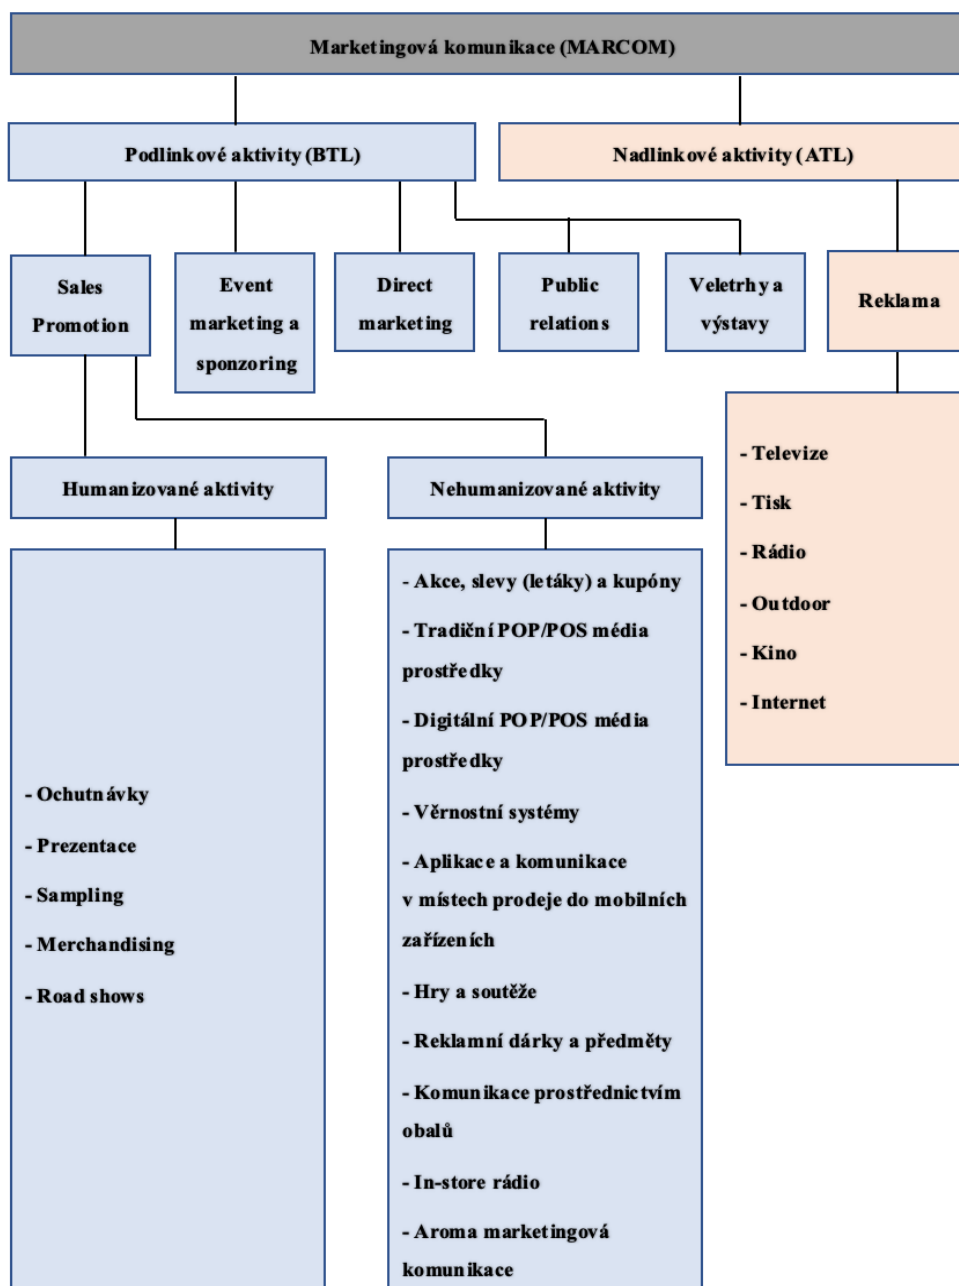 Marketingová komunikace (MARCOM)
Podlinkové aktivity (BTL)
Nadlinkové aktivity (ATL)
Sales
Promotion
Event
marketing a
sponzoring
Direct
marketing
Public
relations
Veletrhy a
výstavy
Reklama
Humanizované aktivity
Nehumanizované aktivity
- Televize
- Tisk
- Rádio
- Outdoor
- Kino
- Internet
- Ochutnávky
- Prezentace
- Sampling
- Merchandising
- Road shows
- Akce, slevy (letáky) a kupóny
- Tradiční POP/POS média
prostředky
- Digitální POP/POS média
prostředky
- Věrnostní systémy
- Aplikace a komunikace
v místech prodeje do mobilních
zařízeních
- Hry a soutěže
- Reklamní dárky a předměty
- Komunikace prostřednictvím
obalů
- In-store rádio
- Aroma marketingová
komunikace